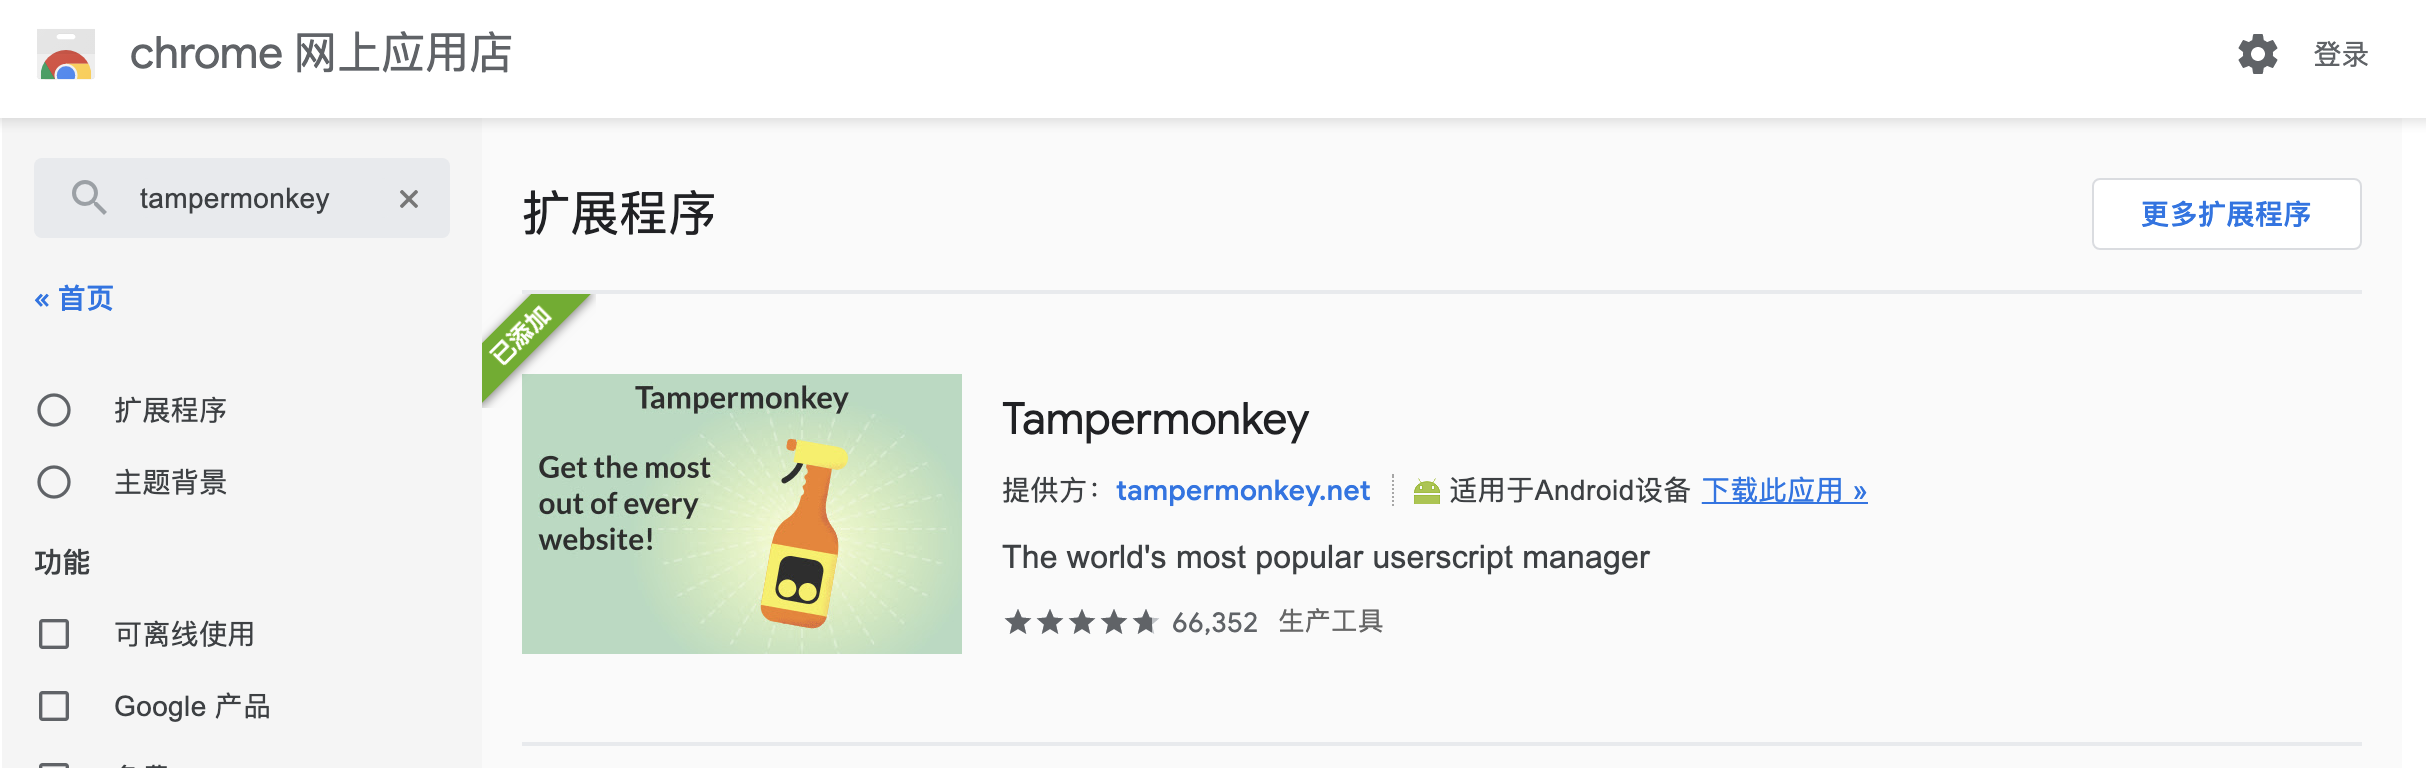 chrome 网上应用店
登录
tampermonkey
« 首页
扩展程序
主题背景
功能
可离线使用
Google 产品
扩展程序
更多扩展程序
已添加
Tampermonkey
Get the most
out of every
website!
Tampermonkey
提供方： tampermonkey.net 适用于Android设备 下载此应用 »
The world's most popular userscript manager
66,352 生产工具